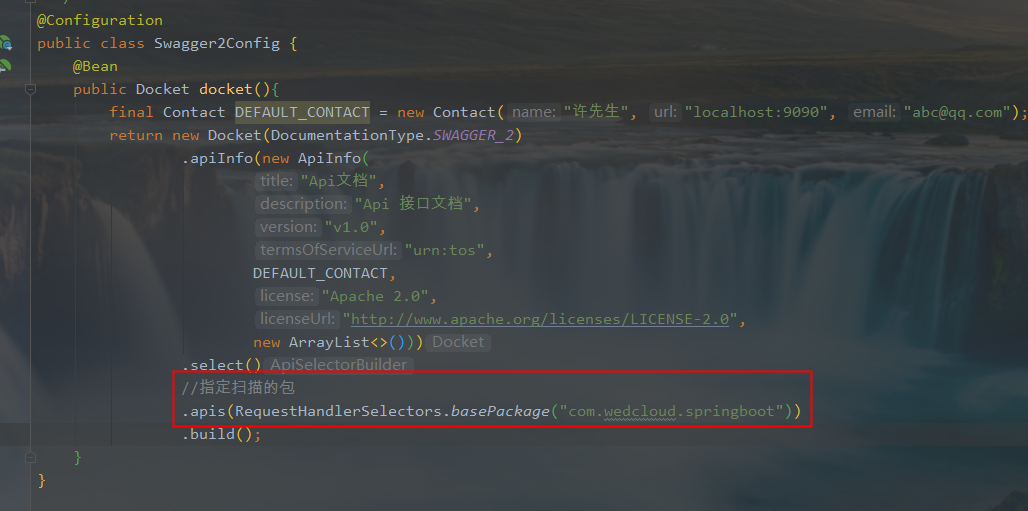 @Configuration
public class Swagger2Config {
@Bean
public Docket docket(){
final Contact DEFAULT_CONTACT = new Contact( name: "许先生", url: "localhost:9090", email: "abc@qq.com");
return new Docket(DocumentationType.SWAGGER_2)
.apiInfo(new ApiInfo(
title: "Api文档",
description: "Api 接口文档",
version: "v1.0",
termsOfServiceUrl: "urn:tos",
DEFAULT_CONTACT,
license: "Apache 2.0",
licenseUrl: "http://www.apache.org/licenses/LICENSE-2.0",
new ArrayList<>())) Docket
.select() ApiSelectorBuilder
//指定扫描的包
.apis(RequestHandlerSelectors.basePackage("com.wedcloud.springboot"))
.build();
}
}